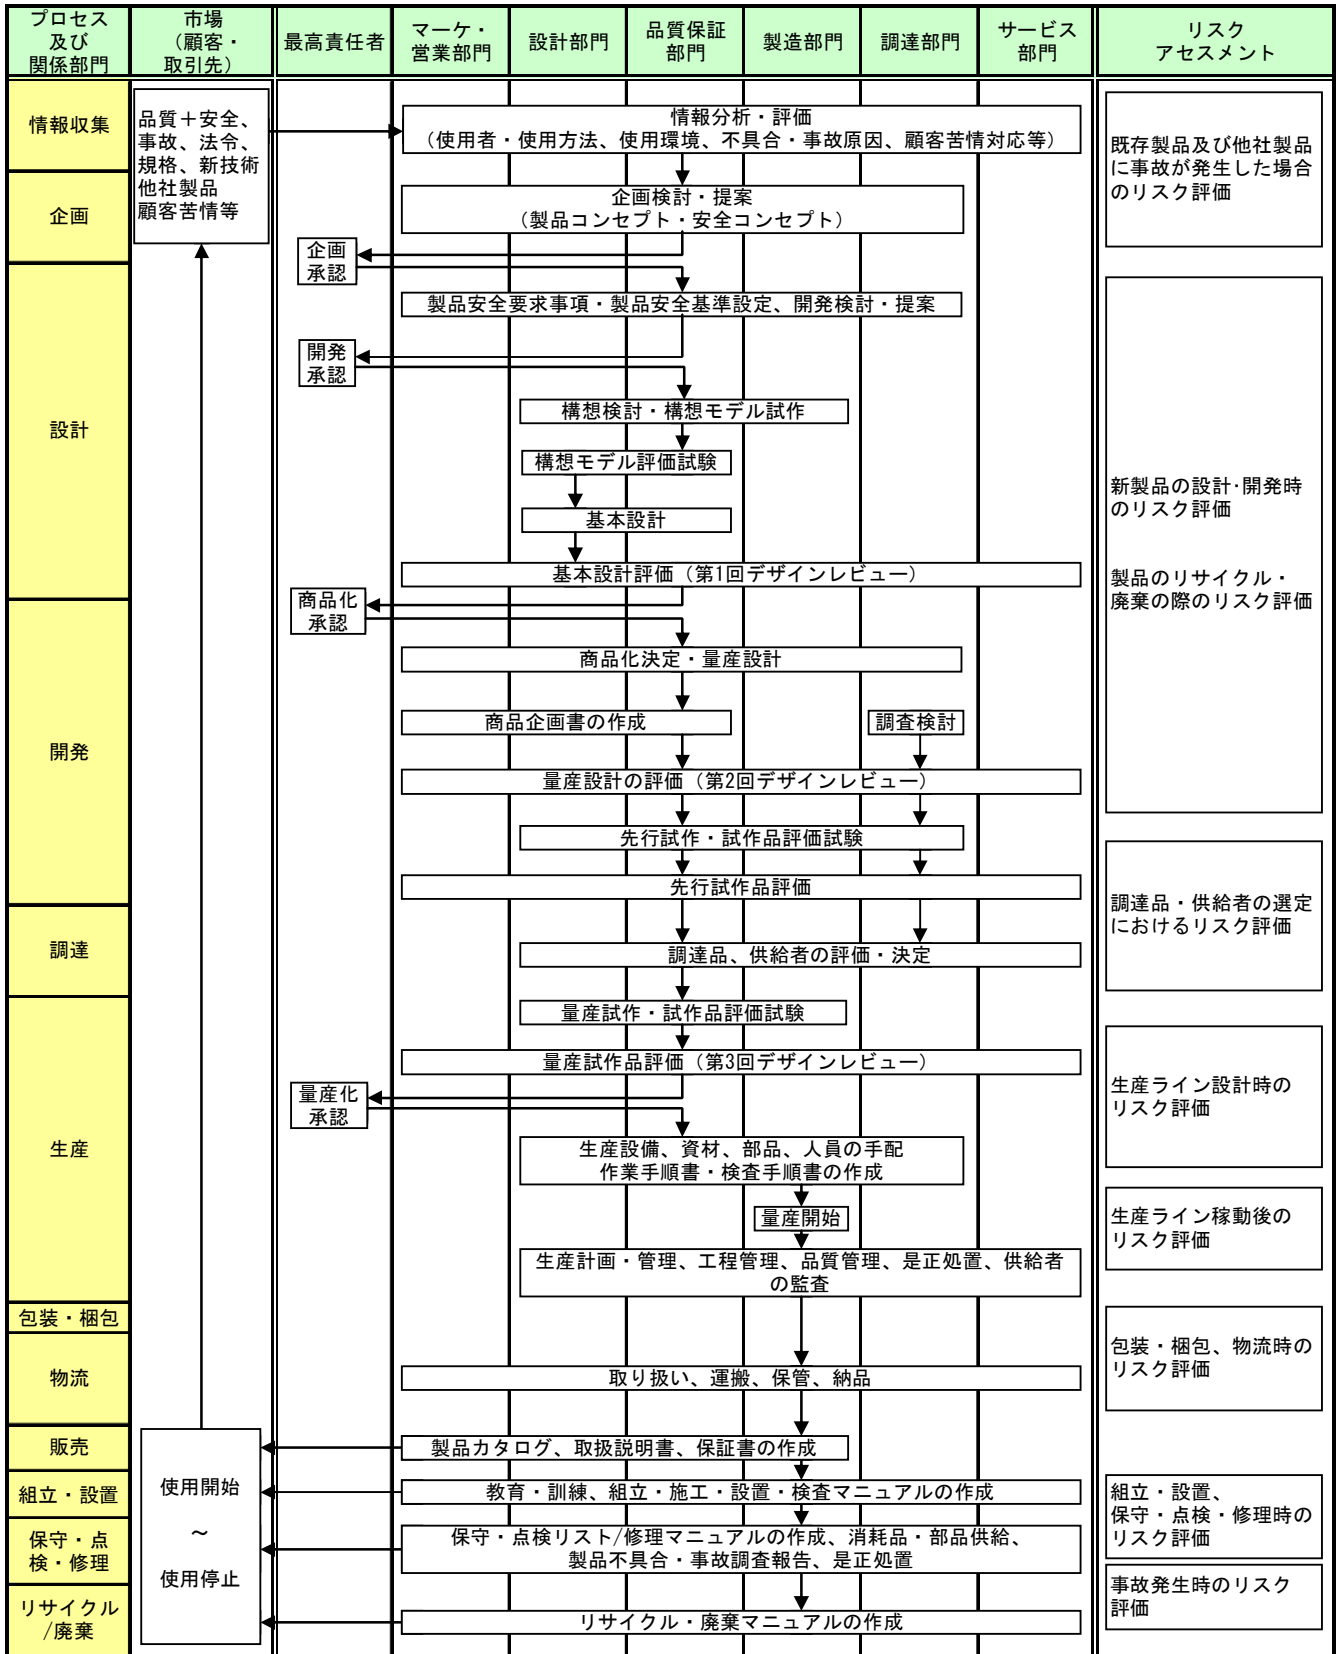 プロセス
及び
関係部門
市場
（顧客・
取引先）
最高責任者
マーケ・
営業部門
設計部門
品質保証
部門
製造部門
調達部門
サービス
部門
リスク
アセスメント
情報収集
品質＋安全、
事故、法令、
規格、新技術
他社製品
顧客苦情等
情報分析・評価
（使用者・使用方法、使用環境、不具合・事故原因、顧客苦情対応等）
既存製品及び他社製品
に事故が発生した場合
のリスク評価
企画
企画検討・提案
（製品コンセプト・安全コンセプト）
企画
承認
設計
製品安全要求事項・製品安全基準設定、開発検討・提案
開発
承認
構想検討・構想モデル試作
構想モデル評価試験
基本設計
基本設計評価（第1回デザインレビュー）
新製品の設計･開発時
のリスク評価
製品のリサイクル・
廃棄の際のリスク評価
商品化
承認
開発
商品化決定・量産設計
商品企画書の作成
調査検討
量産設計の評価（第2回デザインレビュー）
先行試作・試作品評価試験
先行試作品評価
調達品・供給者の選定
におけるリスク評価
調達
調達品、供給者の評価・決定
生産
量産試作・試作品評価試験
量産試作品評価（第3回デザインレビュー）
量産化
承認
生産ライン設計時の
リスク評価
生産設備、資材、部品、人員の手配
作業手順書・検査手順書の作成
量産開始
生産計画・管理、工程管理、品質管理、是正処置、供給者
の監査
生産ライン稼動後の
リスク評価
包装・梱包
物流
取り扱い、運搬、保管、納品
包装・梱包、物流時の
リスク評価
販売
製品カタログ、取扱説明書、保証書の作成
使用開始
～
使用停止
組立・設置
教育・訓練、組立・施工・設置・検査マニュアルの作成
組立・設置、
保守・点検・修理時の
リスク評価
保守・点
検・修理
保守・点検リスト/修理マニュアルの作成、消耗品・部品供給、
製品不具合・事故調査報告、是正処置
事故発生時のリスク
評価
リサイクル
/廃棄
リサイクル・廃棄マニュアルの作成